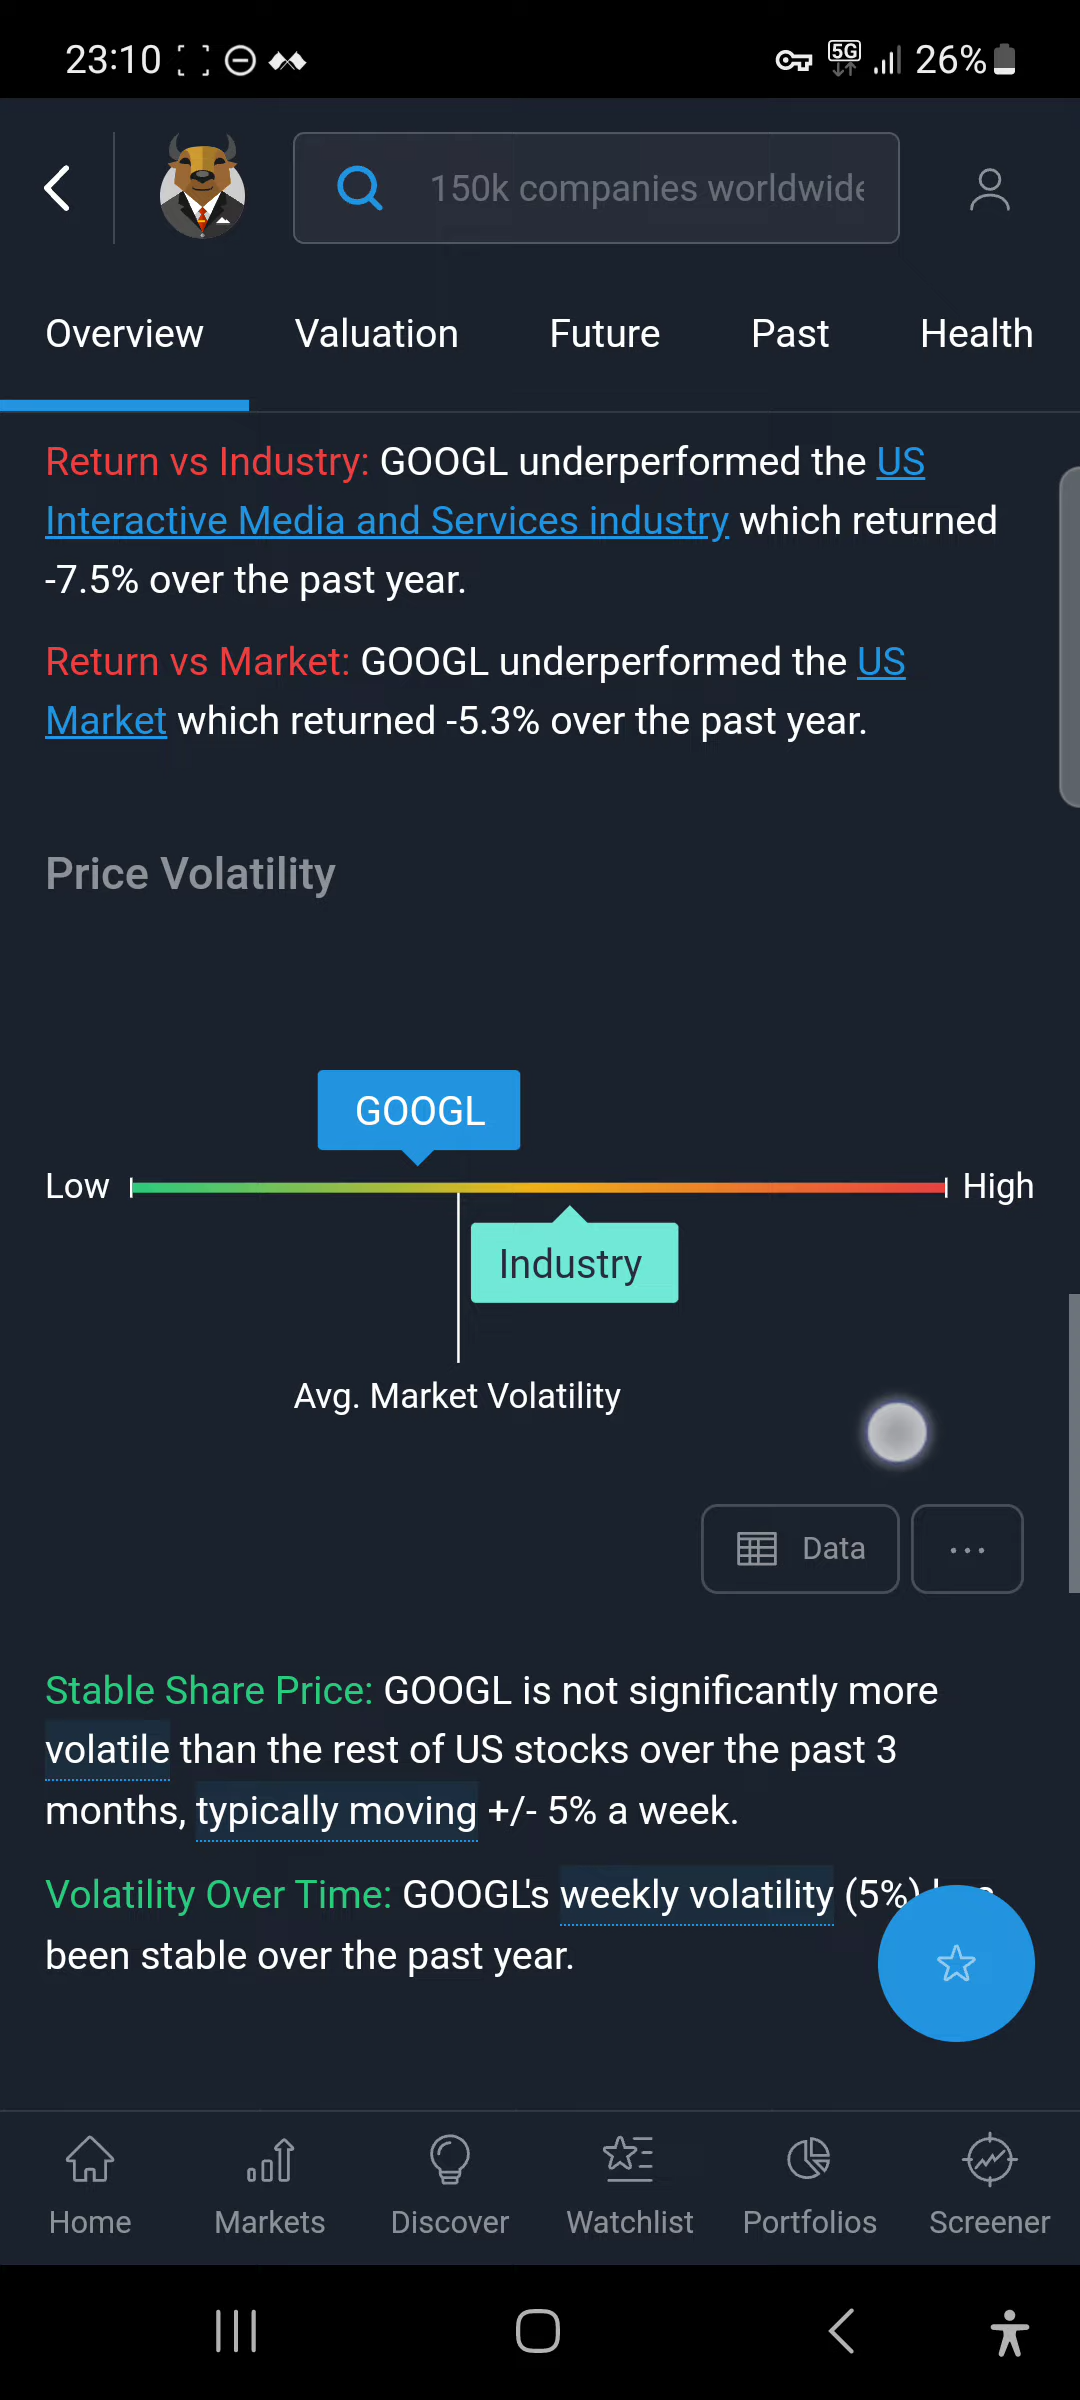 23:10
5G
26%
150k companies worldwide
Overview Valuation Future Past Health
Return vs Industry: GOOGL underperformed the US
Interactive Media and Services industry which returned
-7.5% over the past year.
Return vs Market: GOOGL underperformed the US
Market which returned -5.3% over the past year.
Price Volatility
GOOGL
Low
High
Industry
Avg. Market Volatility
Data
Stable Share Price: GOOGL is not significantly more
volatile than the rest of US stocks over the past 3
months, typically moving +/- 5% a week.
Volatility Over Time: GOOGL's weekly volatility (5%)
been stable over the past year.
Home Markets Discover Watchlist Portfolios Screener